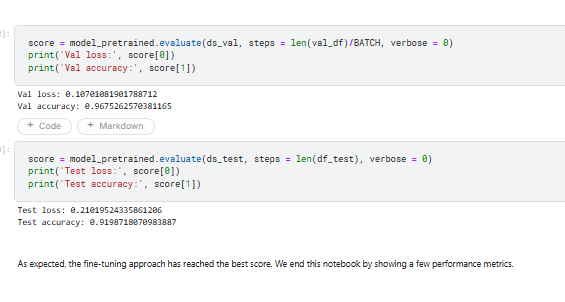 ]:
score = model_pretrained.evaluate(ds_val, steps = len(val_df)/BATCH, verbose = 0)
print('Val loss:', score[0])
print('Val accuracy:', score[1])
Val loss: 0.10701081901788712
Val accuracy: 0.9675262570381165
+ Code + Markdown
]:
score = model_pretrained.evaluate(ds_test, steps = len(df_test), verbose = 0)
print('Test loss:', score[0])
print('Test accuracy:', score[1])
Test loss: 0.21019524335861206
Test accuracy: 0.9198718070983887
As expected, the fine-tuning approach has reached the best score. We end this notebook by showing a few performance metrics.